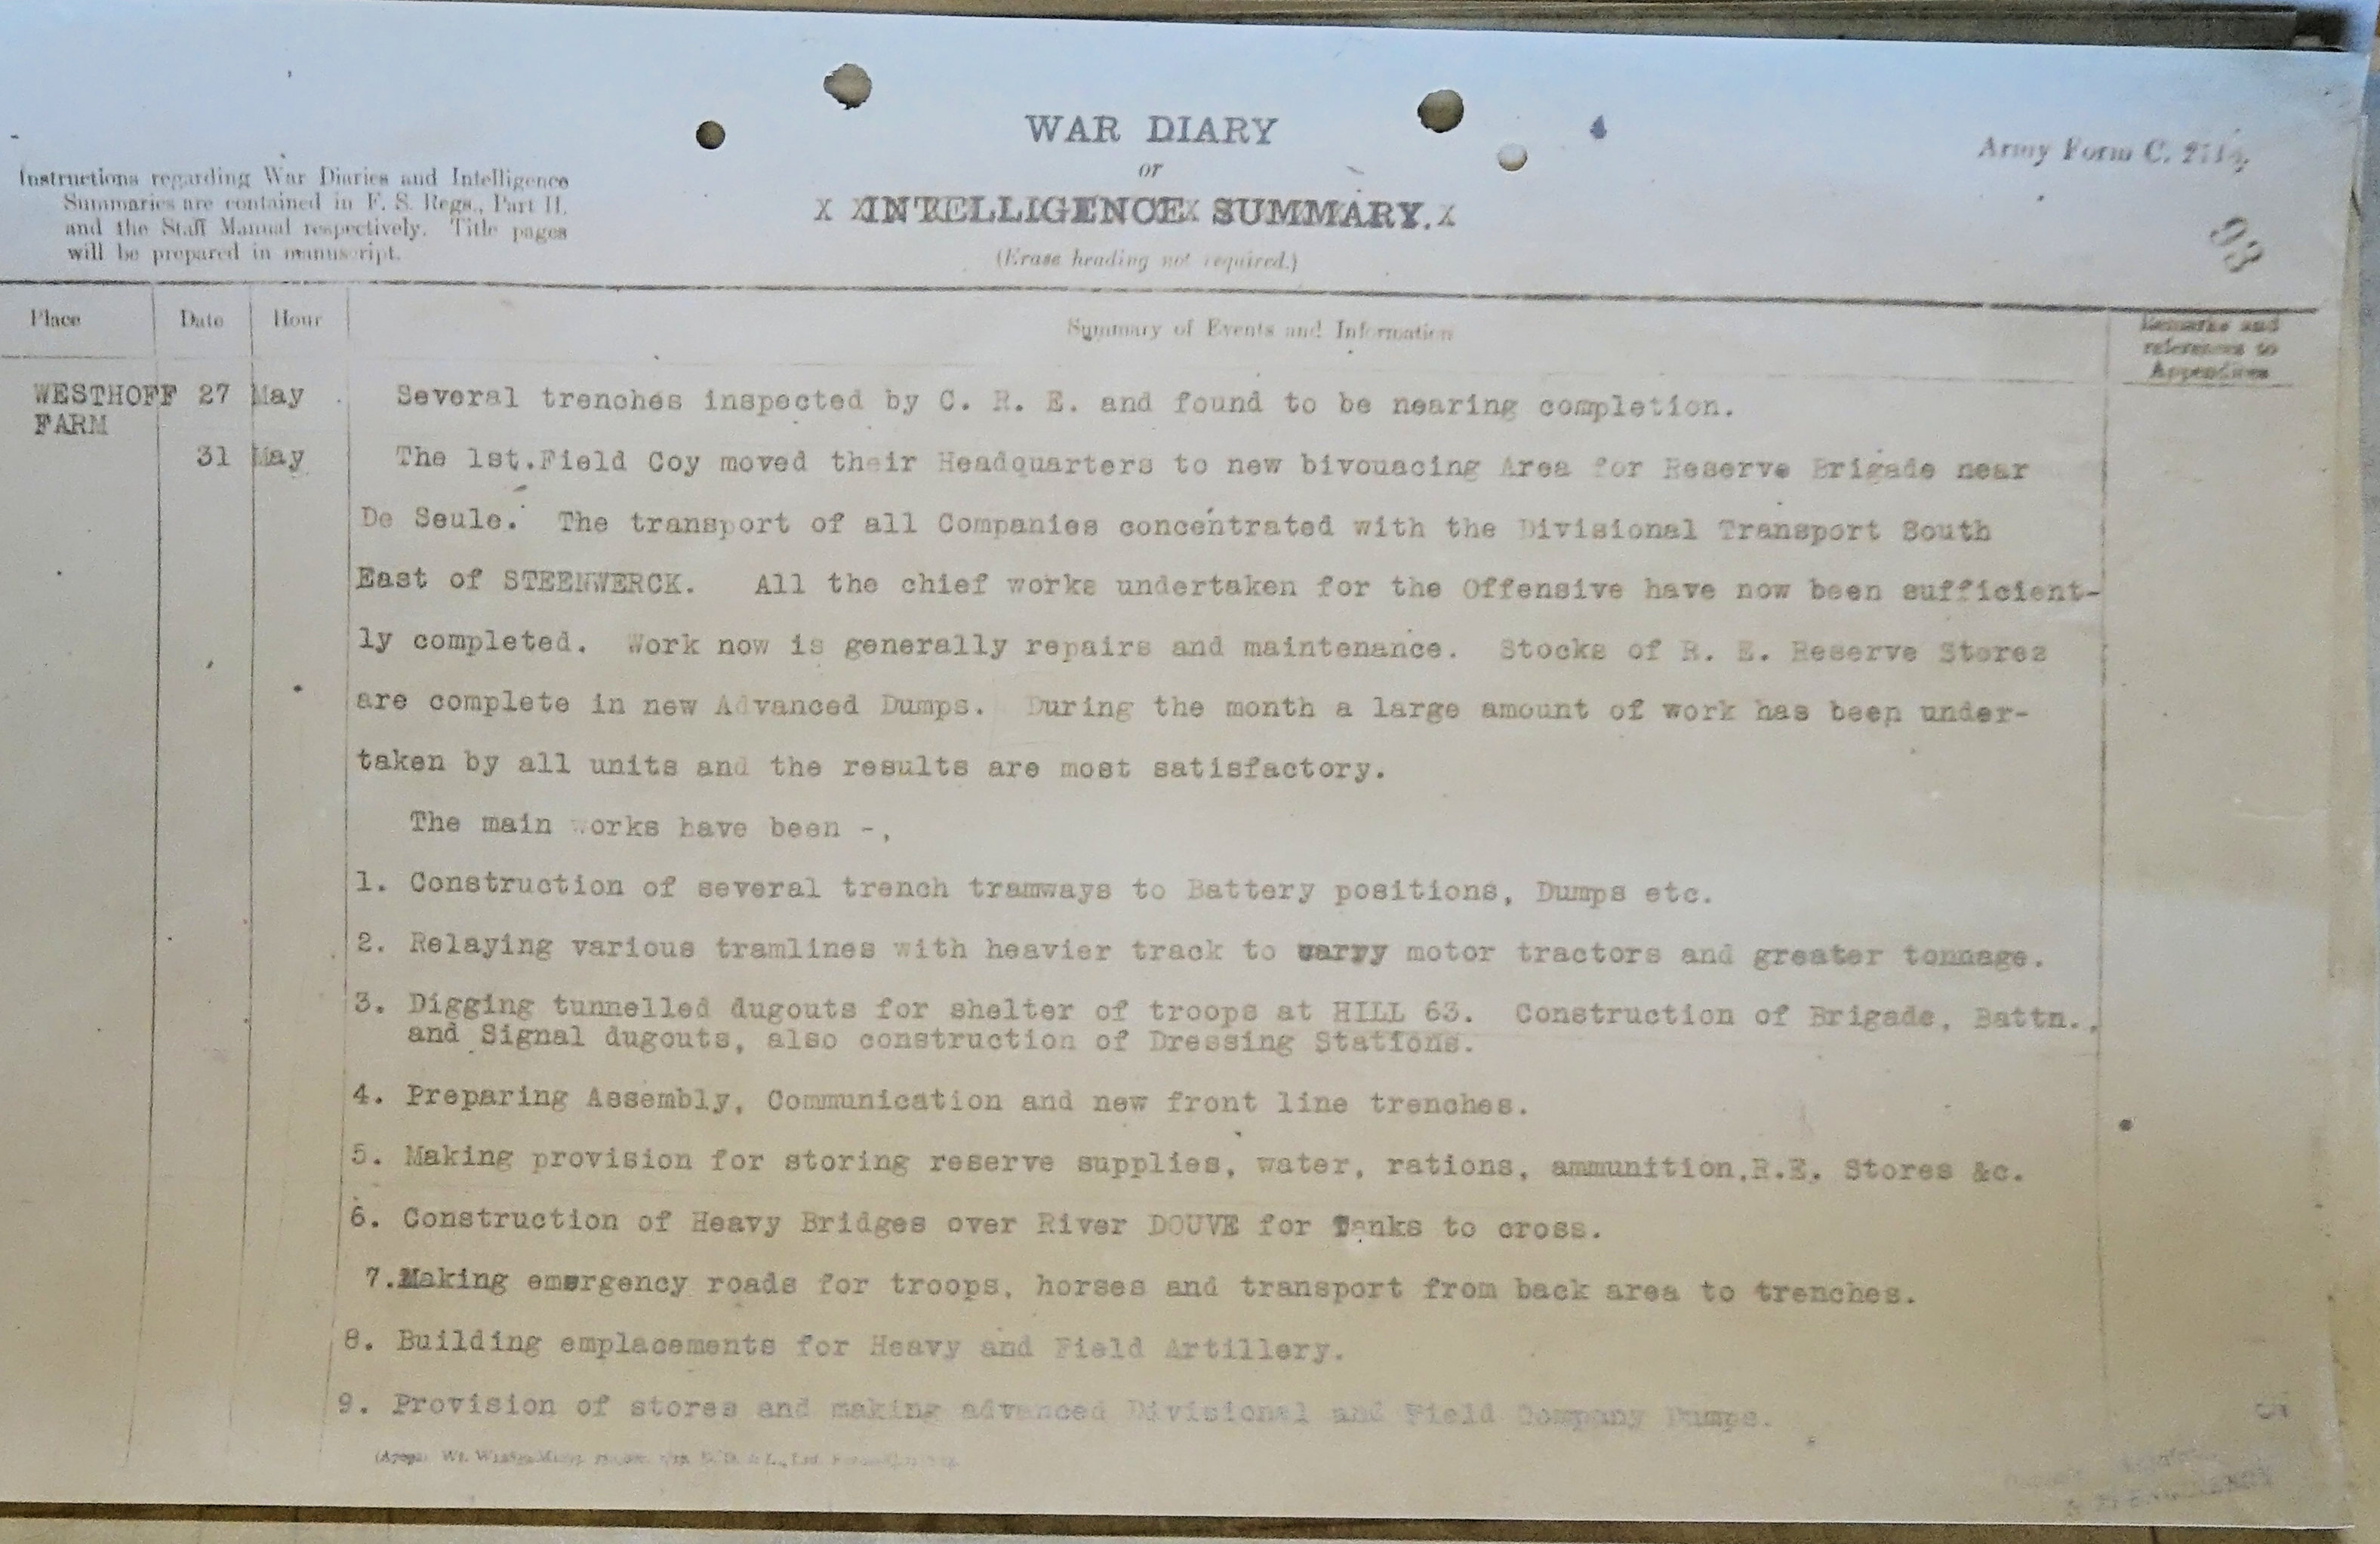 WAR DIARY
or
X XINTELLIGENCEX SUMMARY.X
(Erase heading not required.)
Army Form C. 2118.
93
Instructions regarding War Diaries and Intelligence
Summaries are contained in F. S. Regs., Part II.
and the Staff Manual respectively. Title pages
will be prepared in manuscript.
Place Date Hour Summary of Events and Information Remarks and
references to
Appendices
WESTHOFF 27 May Several trenches inspected by C. R. E. and found to be nearing completion.
FARM
31 May The 1st.Field Coy moved their Headquarters to new bivouacing Area for Reserve Brigade near
De Seule. The transport of all Companies concentrated with the Divisional Transport South
East of STEENWERCK. All the chief works undertaken for the Offensive have now been sufficient-
ly completed. Work now is generally repairs and maintenance. Stocks of R. E. Reserve Stores
are complete in new Advanced Dumps. During the month a large amount of work has been under-
taken by all units and the results are most satisfactory.
The main works have been -,
1. Construction of several trench tramways to Battery positions, Dumps etc.
2. Relaying various tramlines with heavier track to carry motor tractors and greater tonnage.
3. Digging tunnelled dugouts for shelter of troops at HILL 63. Construction of Brigade, Battn.,
and Signal dugouts, also construction of Dressing Stations.
4. Preparing Assembly, Communication and new front line trenches.
5. Making provision for storing reserve supplies, water, rations, ammunition,R.E. Stores &c.
6. Construction of Heavy Bridges over River DOUVE for Tanks to cross.
7.Making emergency roads for troops, horses and transport from back area to trenches.
8. Building emplacements for Heavy and Field Artillery.
9. Provision of stores and making advanced Divisional and Field Company Dumps.